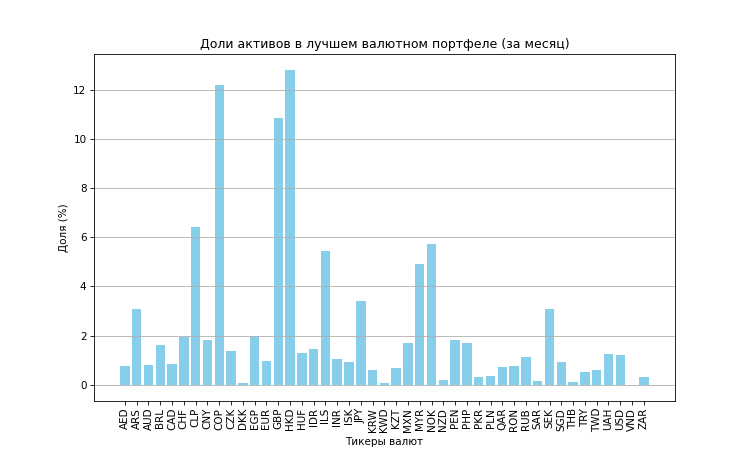 Доли активов в лучшем валютном портфеле (за месяц)
12
10
8
6
4
2
0
Доля (%)
AED
ARS
AUD
BRL
CAD
CHF
CLP
CNY
COP
CZK
DKK
EGP
EUR
GBP
HKD
HUF
IDR
ILS
INR
ISK
JPY
KRW
KWD
KZT
MXN
MYR
NOK
NZD
PEN
PHP
PKR
PLN
QAR
RON
RUB
SAR
SEK
SGD
THB
TRY
TWD
UAH
USD
VND
ZAR
Тикеры валют